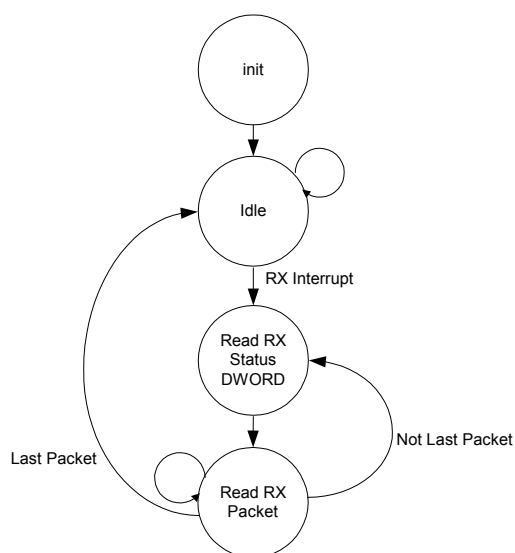 init
Idle
RX Interrupt
Read RX
Status
DWORD
Not Last Packet
Last Packet
Read RX
Packet